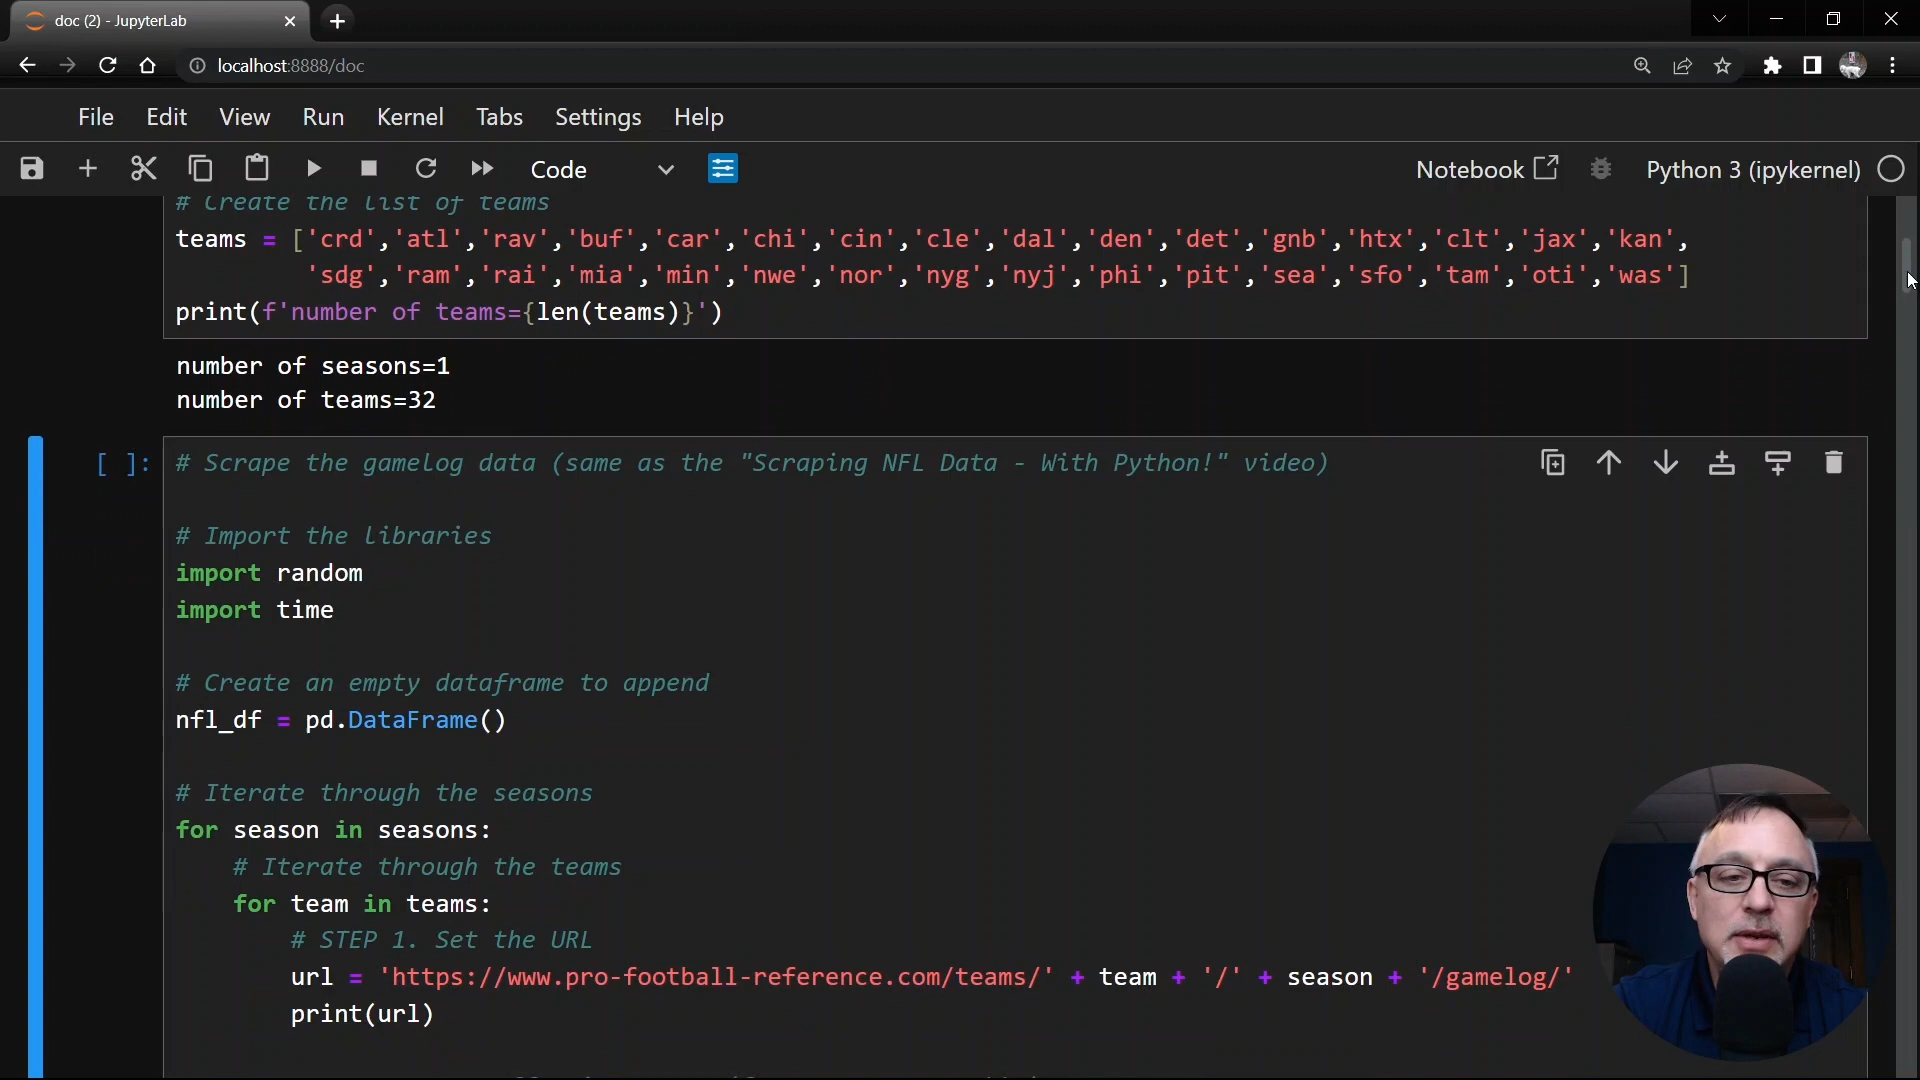 doc (2) - JupyterLab
localhost:8888/doc
File Edit View Run Kernel Tabs Settings Help
Code Notebook Python 3 (ipykernel)
# Create the list of teams
teams = ['crd','atl','rav','buf','car','chi','cin','cle','dal','den','det','gnb','htx','clt','jax','kan',
'sdg','ram','rai','mia','min','nwe','nor','nyg','nyj','phi','pit','sea','sfo','tam','oti','was']
print(f'number of teams={len(teams)}')
number of seasons=1
number of teams=32
[ ]: # Scrape the gamelog data (same as the "Scraping NFL Data - With Python!" video)
# Import the libraries
import random
import time
# Create an empty dataframe to append
nfl_df = pd.DataFrame()
# Iterate through the seasons
for season in seasons:
# Iterate through the teams
for team in teams:
# STEP 1. Set the URL
url = 'https://www.pro-football-reference.com/teams/' + team + '/' + season + '/gamelog/'
print(url)